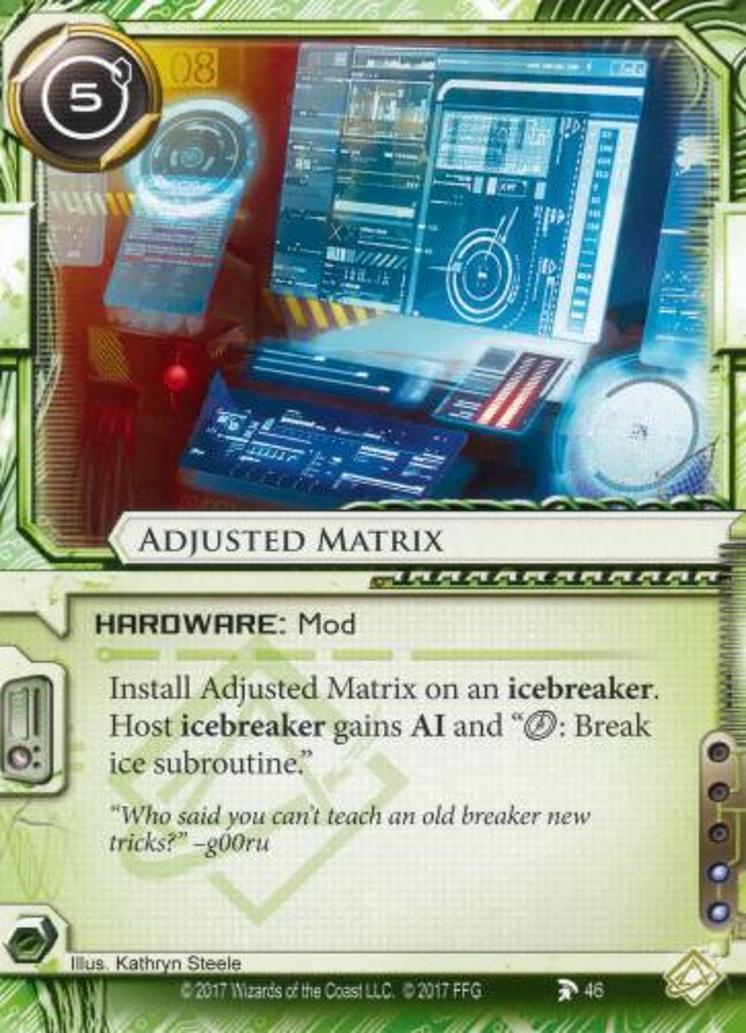 5
08
ADJUSTED MATRIX
HARDWARE: Mod
Install Adjusted Matrix on an icebreaker.
Host icebreaker gains AI and “: Break
ice subroutine.”
“Who said you can't teach an old breaker new
tricks?” –g00ru
Illus. Kathryn Steele
© 2017 Wizards of the Coast LLC. © 2017 FFG
46